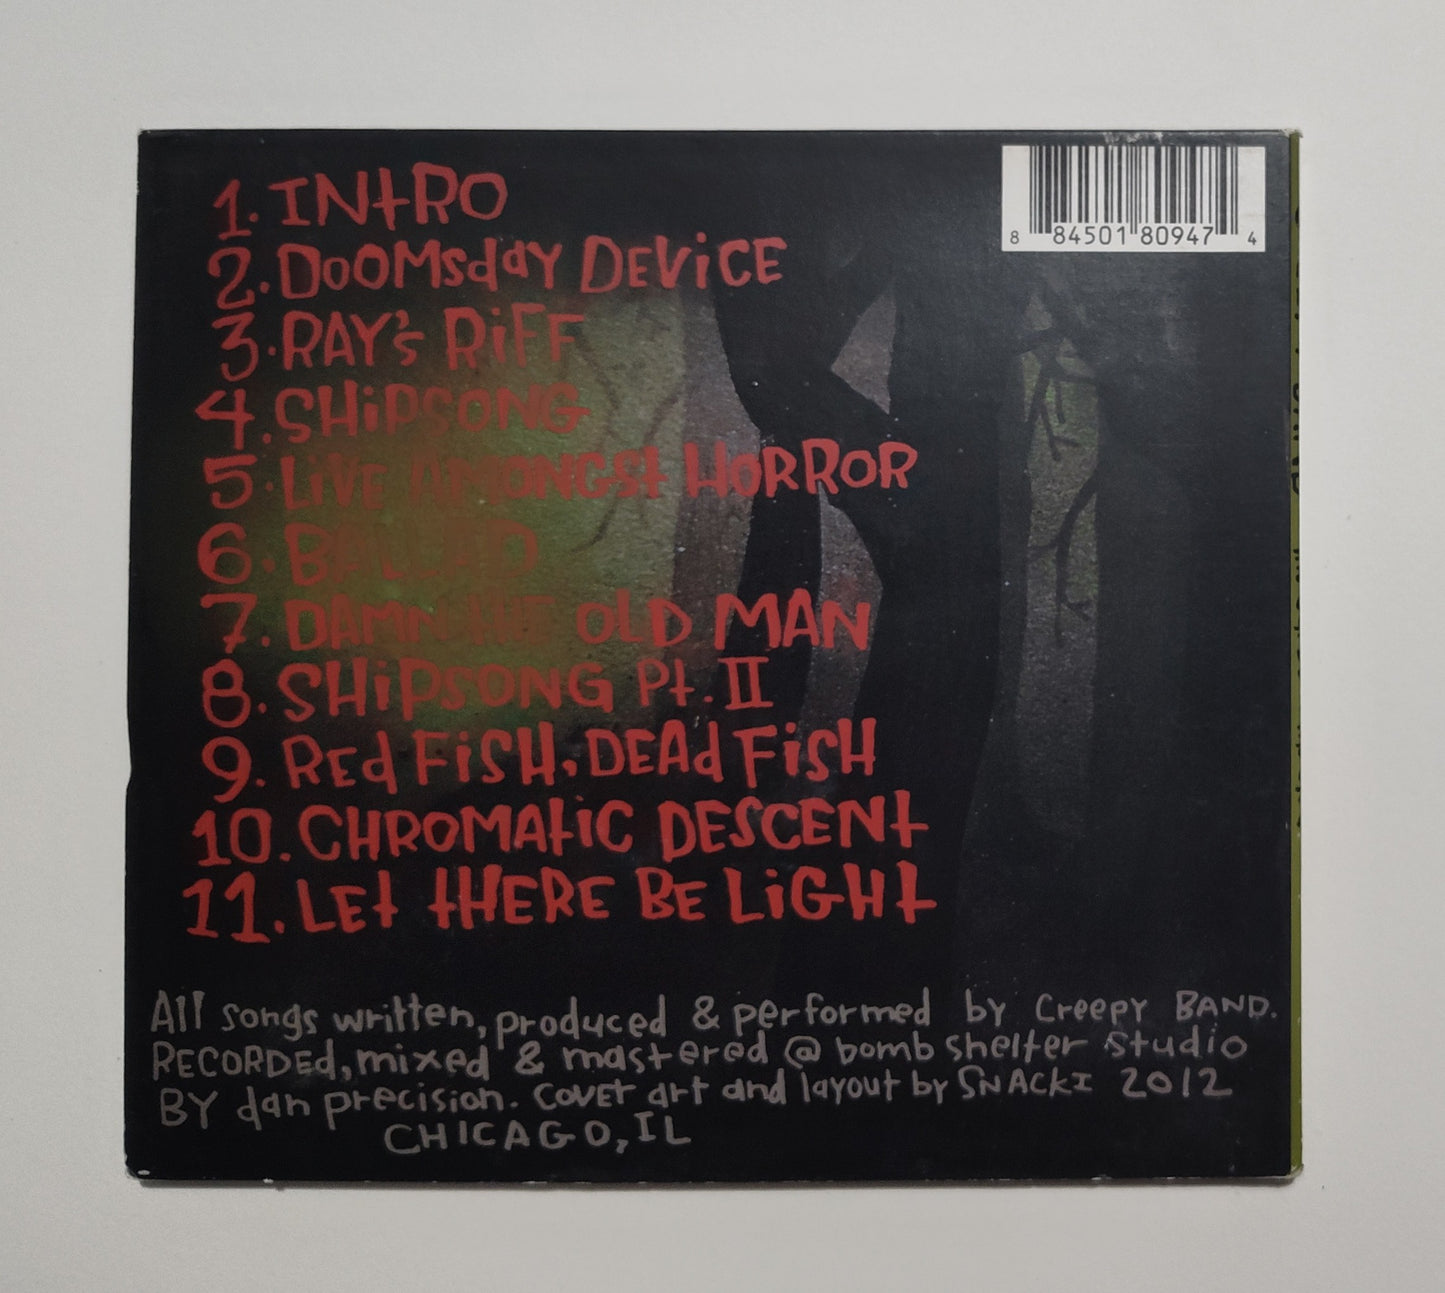 1. INTRO
2. DOOMSdAY DEVICE
3. RAY'S RiFF
4. SHiPSONG
5. LiVE AMONGST HORROR
6. BALLAD
7. DAMN THE OLD MAN
8. SHiPSONG Pt. II
9. REd FiSH, DEAd FiSH
10. CHROMATiC DESCENT
11. LET THERE BE LiGHT
8 84501 80947 4
All songs written, produced & performed by Creepy BAND.
RECORDEd, mixed & mastered @ bomb shelter Studio
BY dan precision. cover art and layout by SNACKI 2012
CHICAGO, IL